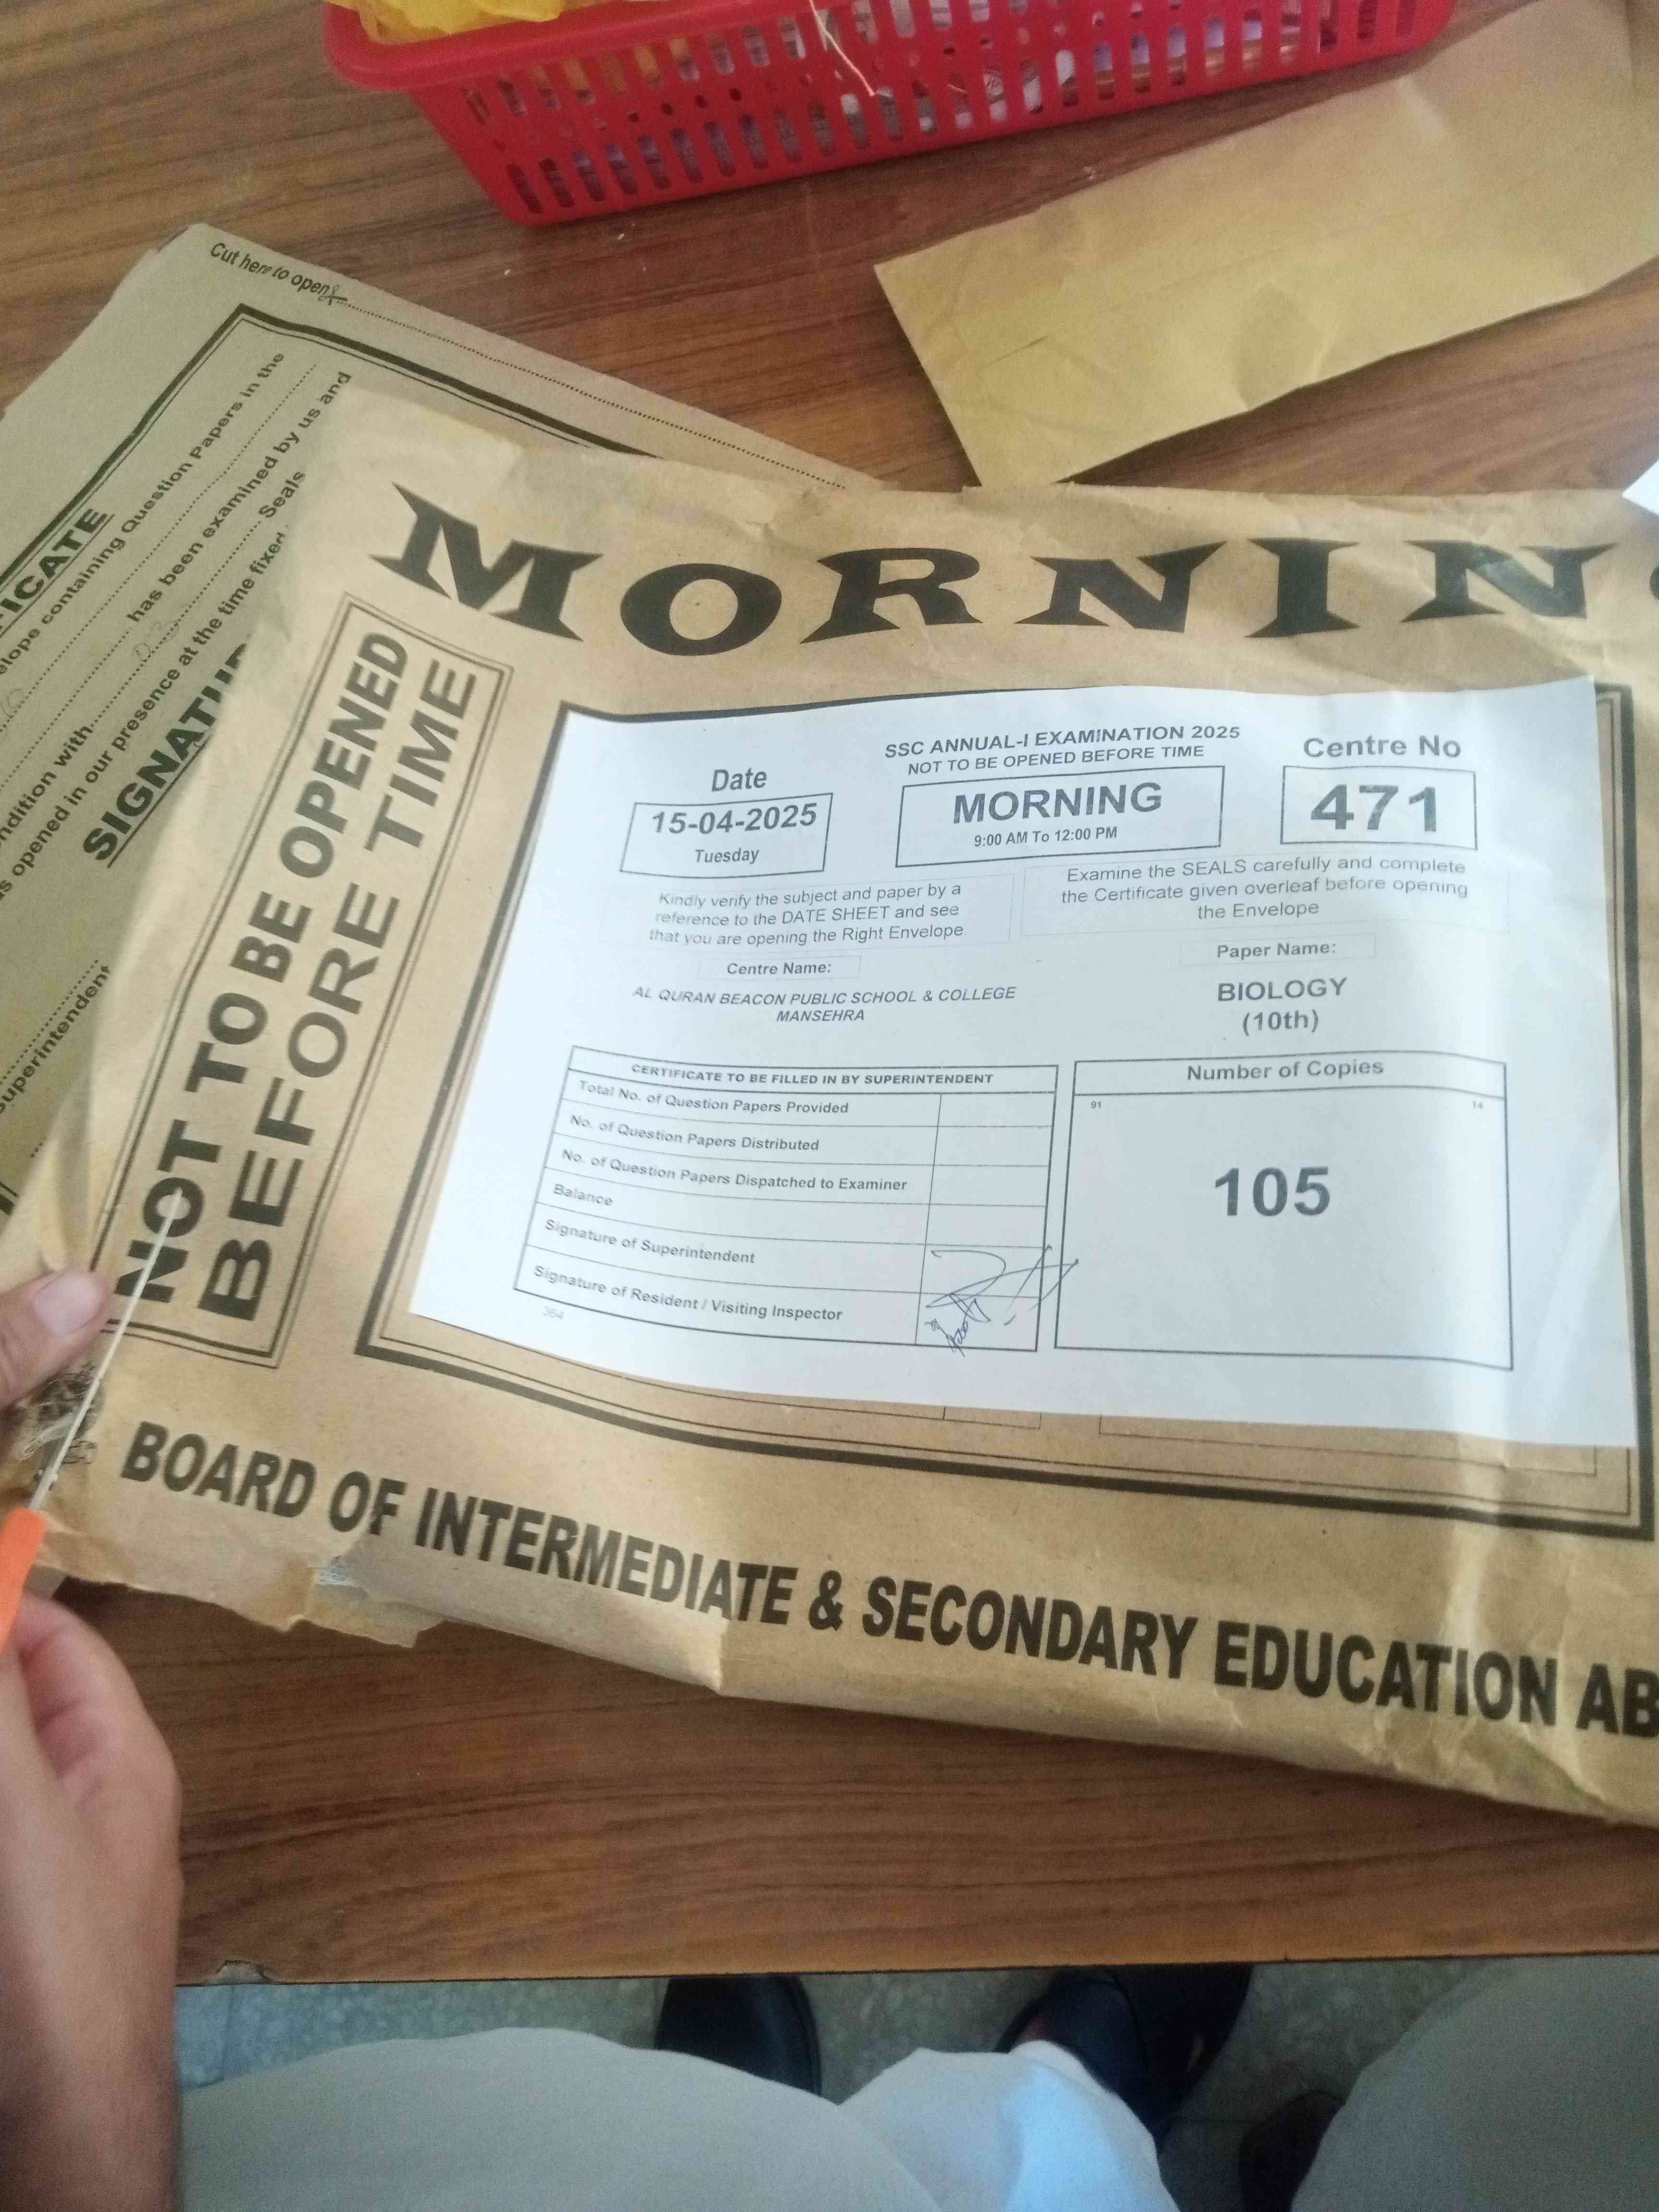 Cut here to open
ICATE
elope containing Question Papers in the
has been examined by us and
ndition with Seals
s opened in our presence at the time fixed.
SIGNATUR
Superintendent
MORNIN
NOT TO BE OPENED
BEFORE TIME
SSC ANNUAL-I EXAMINATION 2025
NOT TO BE OPENED BEFORE TIME
Date
15-04-2025
Tuesday
MORNING
9:00 AM To 12:00 PM
Centre No
471
Kindly verify the subject and paper by a
reference to the DATE SHEET and see
that you are opening the Right Envelope
Examine the SEALS carefully and complete
the Certificate given overleaf before opening
the Envelope
Centre Name:
AL QURAN BEACON PUBLIC SCHOOL & COLLEGE
MANSEHRA
Paper Name:
BIOLOGY
(10th)
CERTIFICATE TO BE FILLED IN BY SUPERINTENDENT
Total No. of Question Papers Provided
No. of Question Papers Distributed
No. of Question Papers Dispatched to Examiner
Balance
Signature of Superintendent
Signature of Resident / Visiting Inspector
364
Number of Copies
91 14
105
BOARD OF INTERMEDIATE & SECONDARY EDUCATION AB